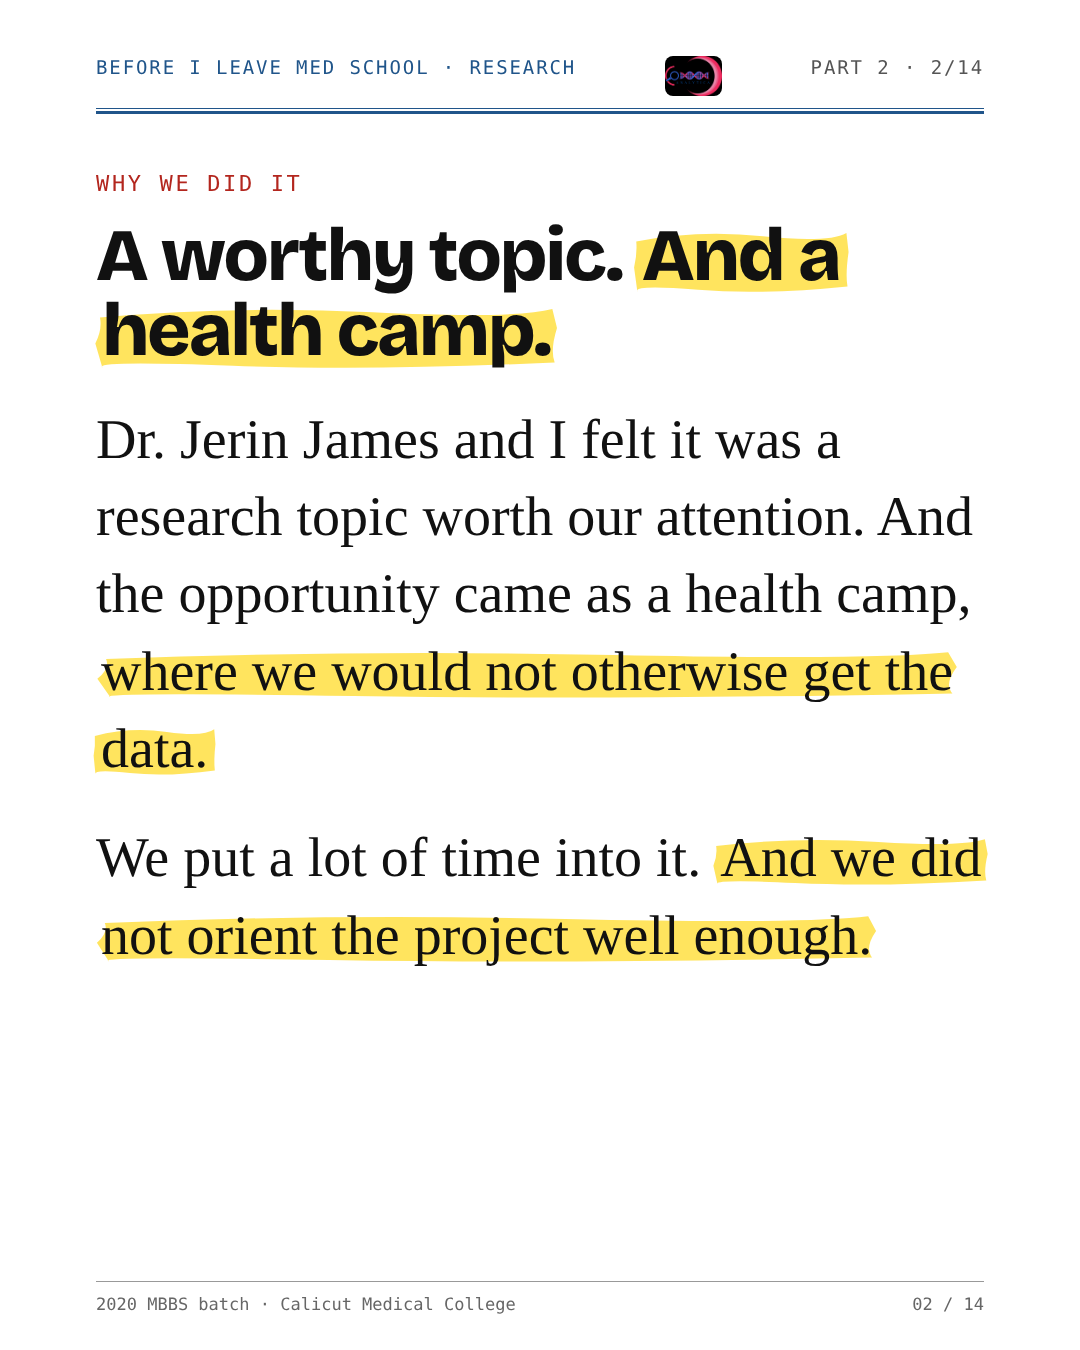 BEFORE I LEAVE MED SCHOOL · RESEARCH
PART 2 · 2/14
WHY WE DID IT
A worthy topic. And a
health camp.
Dr. Jerin James and I felt it was a
research topic worth our attention. And
the opportunity came as a health camp,
where we would not otherwise get the
data.
We put a lot of time into it. And we did
not orient the project well enough.
2020 MBBS batch · Calicut Medical College
02 / 14